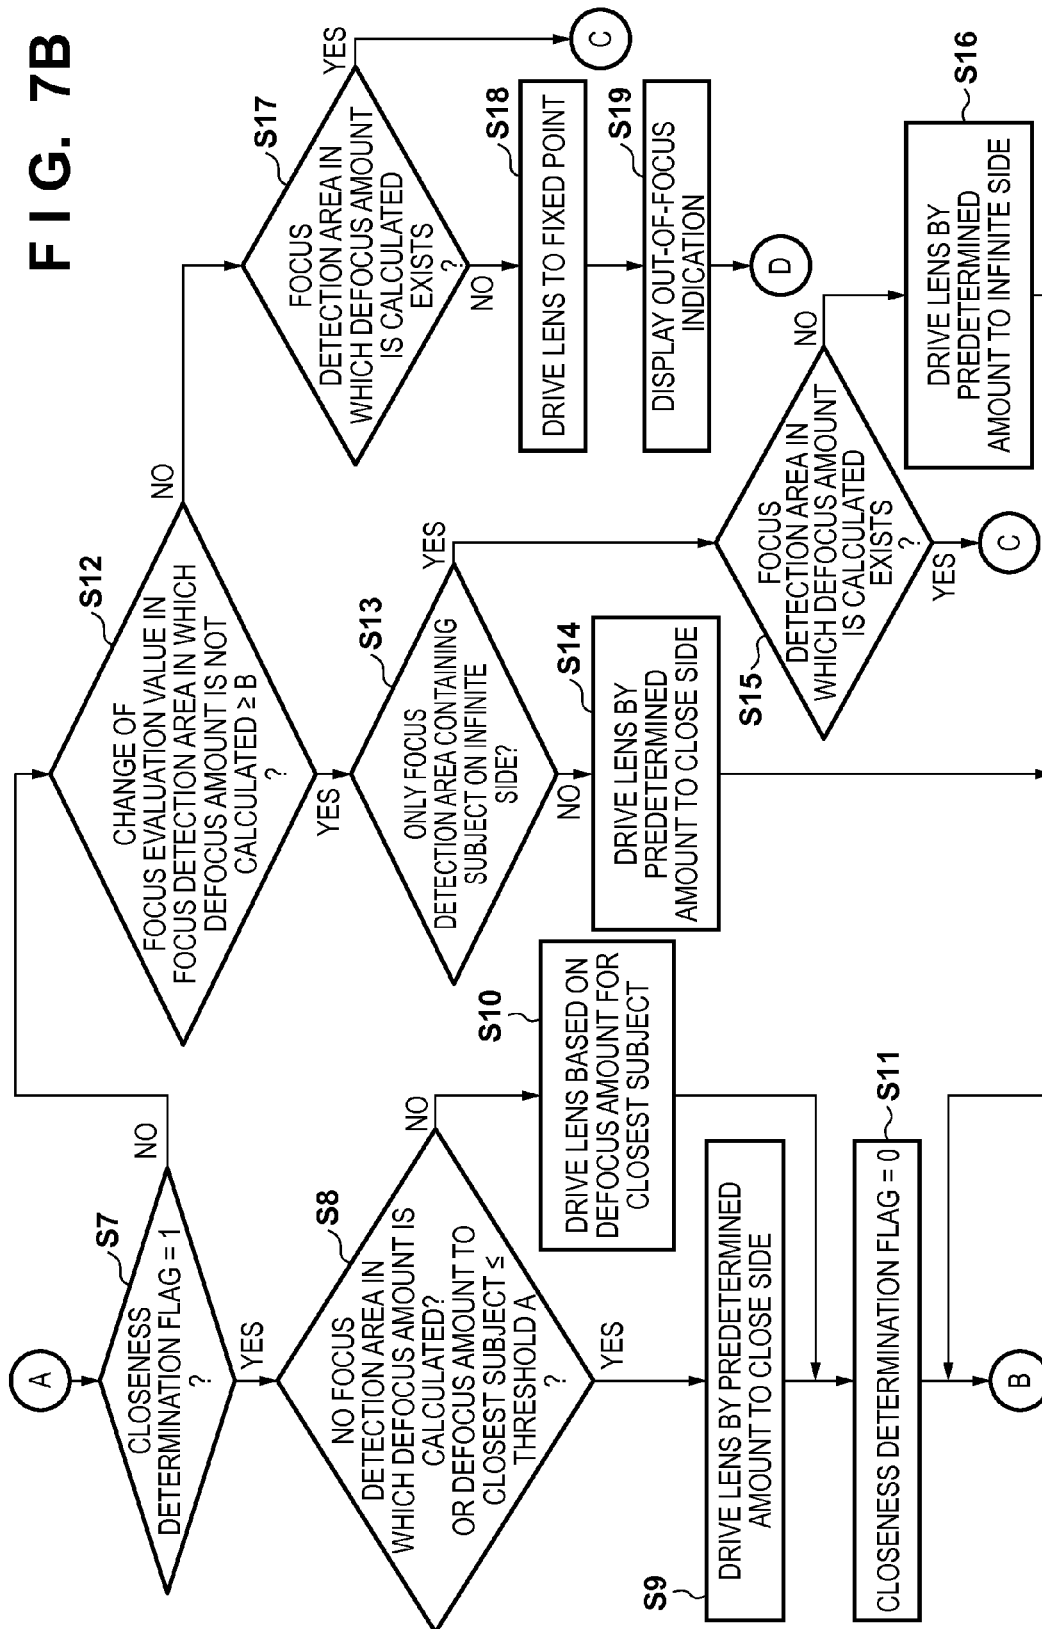 FIG. 7B
A
S7
CLOSENESS
DETERMINATION FLAG = 1
?
NO
YES
S8
NO FOCUS
DETECTION AREA IN
WHICH DEFOCUS AMOUNT IS
CALCULATED?
OR DEFOCUS AMOUNT TO
CLOSEST SUBJECT ≤
THRESHOLD A
?
NO
YES
S9
DRIVE LENS BY PREDETERMINED
AMOUNT TO CLOSE SIDE
S10
DRIVE LENS BASED ON
DEFOCUS AMOUNT FOR
CLOSEST SUBJECT
S11
CLOSENESS DETERMINATION FLAG = 0
B
S12
CHANGE OF
FOCUS EVALUATION VALUE IN
FOCUS DETECTION AREA IN WHICH
DEFOCUS AMOUNT IS NOT
CALCULATED ≥ B
?
NO
YES
S13
ONLY FOCUS
DETECTION AREA CONTAINING
SUBJECT ON INFINITE
SIDE?
YES
NO
S14
DRIVE LENS BY
PREDETERMINED
AMOUNT TO CLOSE SIDE
S15
FOCUS
DETECTION AREA IN
WHICH DEFOCUS AMOUNT
IS CALCULATED
EXISTS
?
NO
YES
C
S16
DRIVE LENS BY
PREDETERMINED
AMOUNT TO INFINITE SIDE
S17
FOCUS
DETECTION AREA IN
WHICH DEFOCUS AMOUNT
IS CALCULATED
EXISTS
?
YES
C
NO
S18
DRIVE LENS TO FIXED POINT
S19
DISPLAY OUT-OF-FOCUS
INDICATION
D